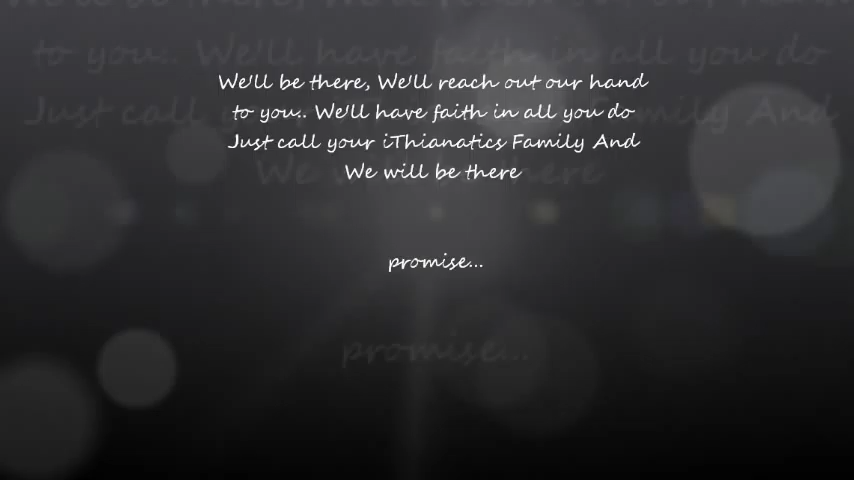 We'll be there, We'll reach out our hand
to you.. We'll have faith in all you do
Just call your iThianatics Family And
We will be there
promise...